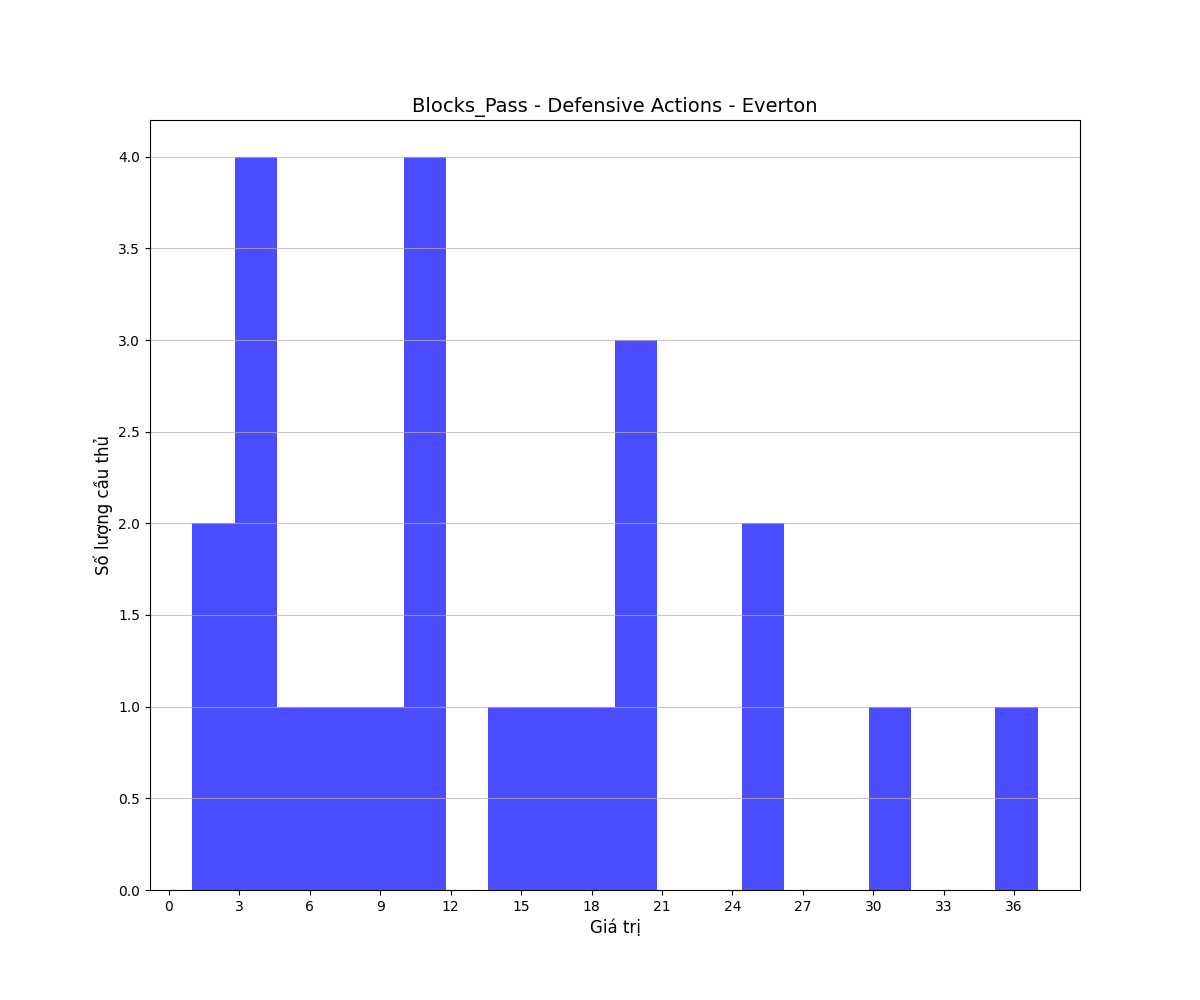 Blocks_Pass - Defensive Actions - Everton
4.0
3.5
3.0
2.5
2.0
1.5
1.0
0.5
0.0
Số lượng cầu thủ
0 3 6 9 12 15 18 21 24 27 30 33 36
Giá trị